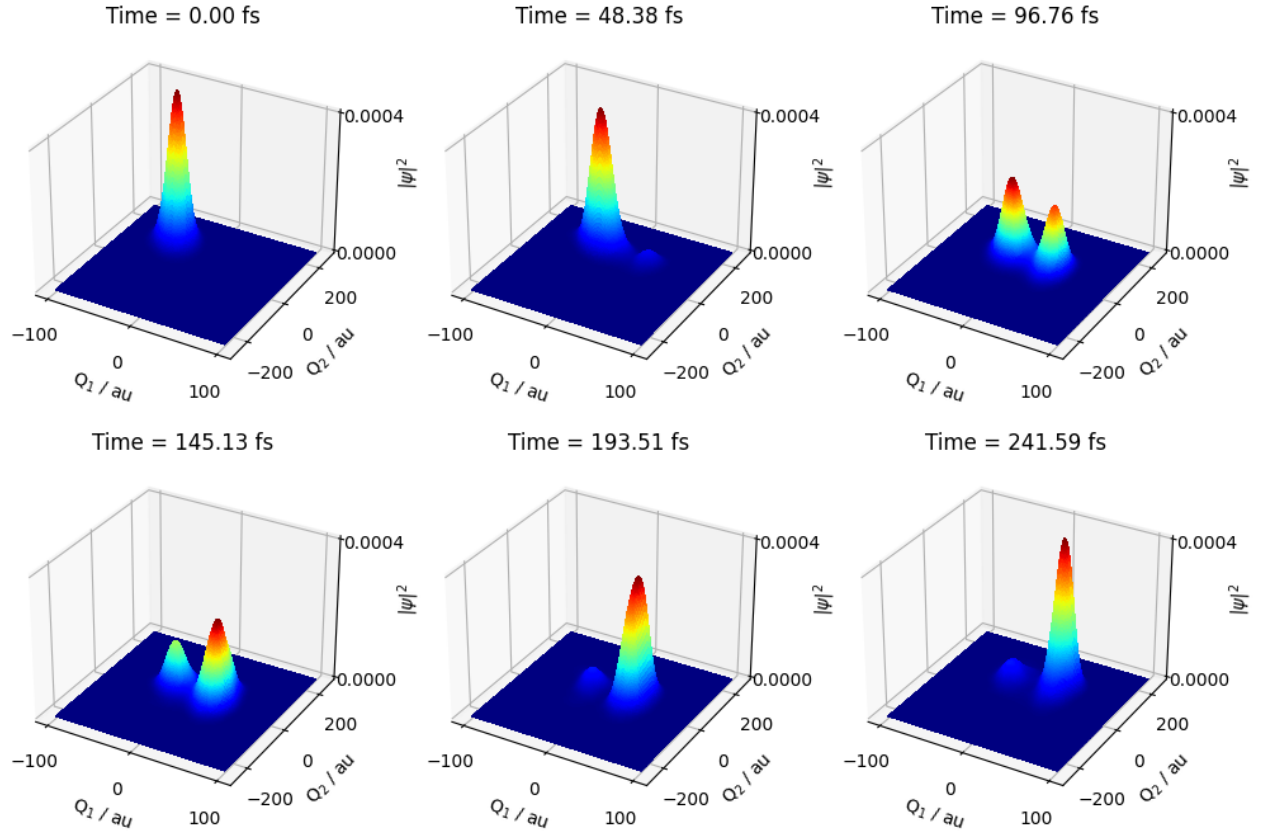 Time = 0.00 fs
0.0004
|ψ|²
0.0000
200
0
−200
Q₂ / au
−100
0
100
Q₁ / au
Time = 48.38 fs
0.0004
|ψ|²
0.0000
200
0
−200
Q₂ / au
−100
0
100
Q₁ / au
Time = 96.76 fs
0.0004
|ψ|²
0.0000
200
0
−200
Q₂ / au
−100
0
100
Q₁ / au
Time = 145.13 fs
0.0004
|ψ|²
0.0000
200
0
−200
Q₂ / au
−100
0
100
Q₁ / au
Time = 193.51 fs
0.0004
|ψ|²
0.0000
200
0
−200
Q₂ / au
−100
0
100
Q₁ / au
Time = 241.59 fs
0.0004
|ψ|²
0.0000
200
0
−200
Q₂ / au
−100
0
100
Q₁ / au